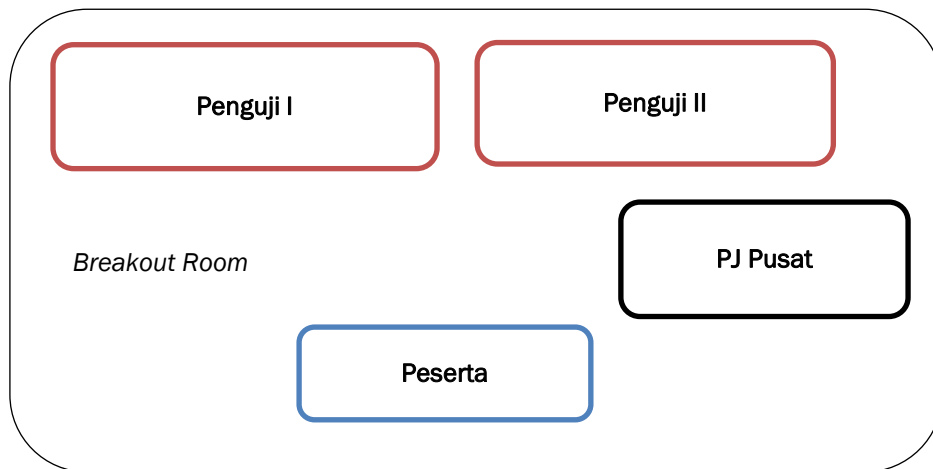 Penguji I
Penguji II
Breakout Room
PJ Pusat
Peserta